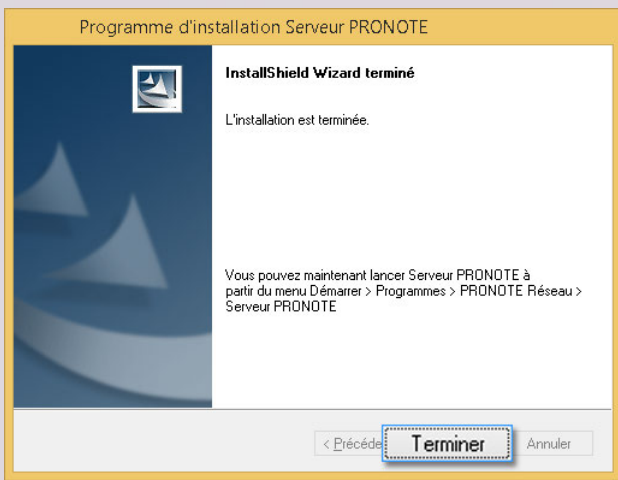 Programme d'installation Serveur PRONOTE
InstallShield Wizard terminé
L'installation est terminée.
Vous pouvez maintenant lancer Serveur PRONOTE à
partir du menu Démarrer > Programmes > PRONOTE Réseau >
Serveur PRONOTE
< Précéde
Terminer
Annuler